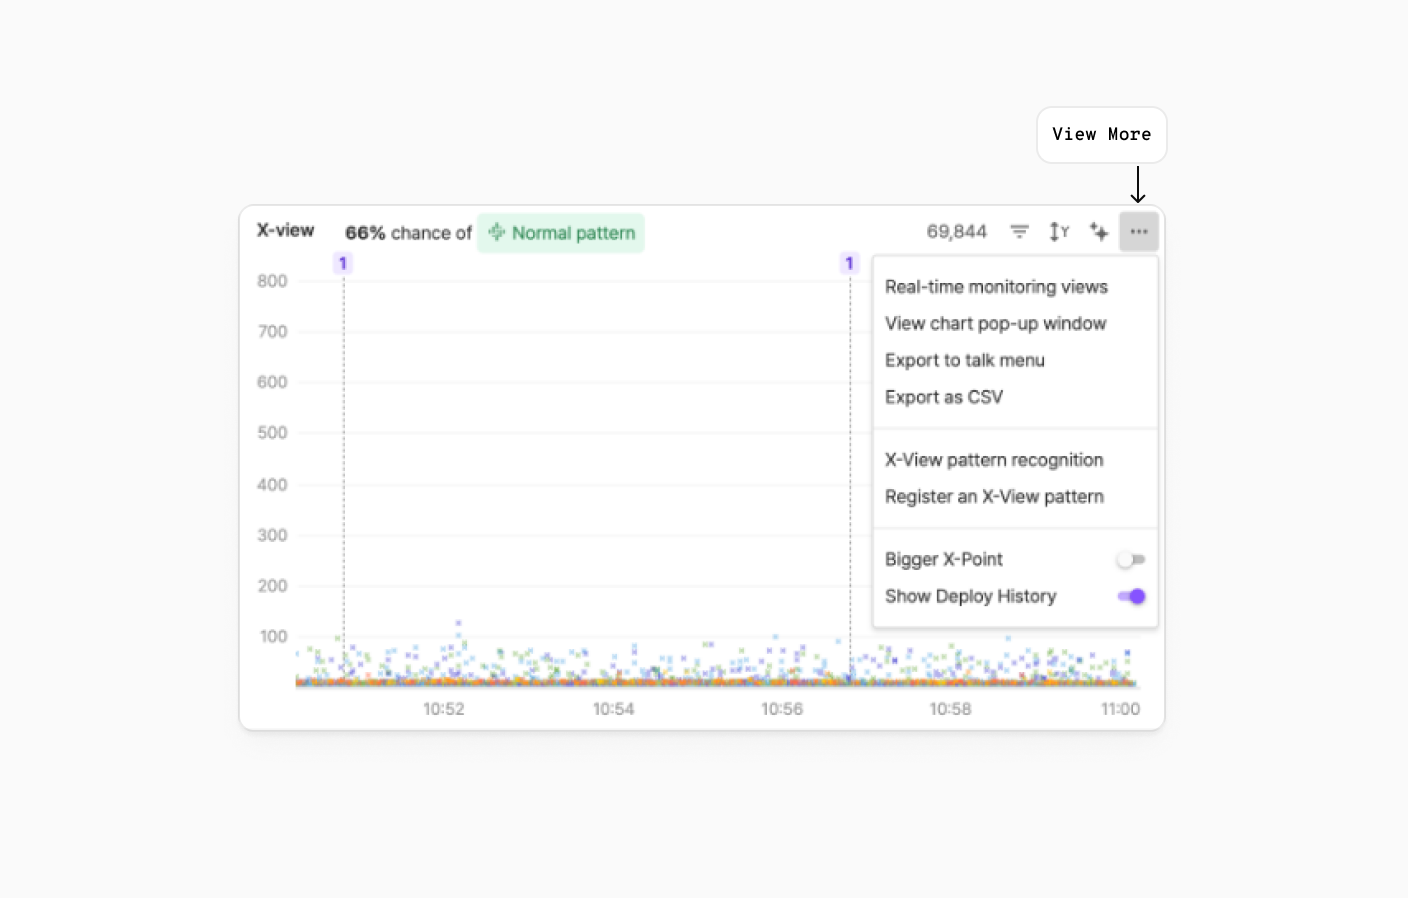 View More
X-view 66% chance of Normal pattern 69,844 Y ...
1 1
800
700
600
500
400
300
200
100
10:52 10:54 10:56 10:58 11:00
Real-time monitoring views
View chart pop-up window
Export to talk menu
Export as CSV
X-View pattern recognition
Register an X-View pattern
Bigger X-Point
Show Deploy History